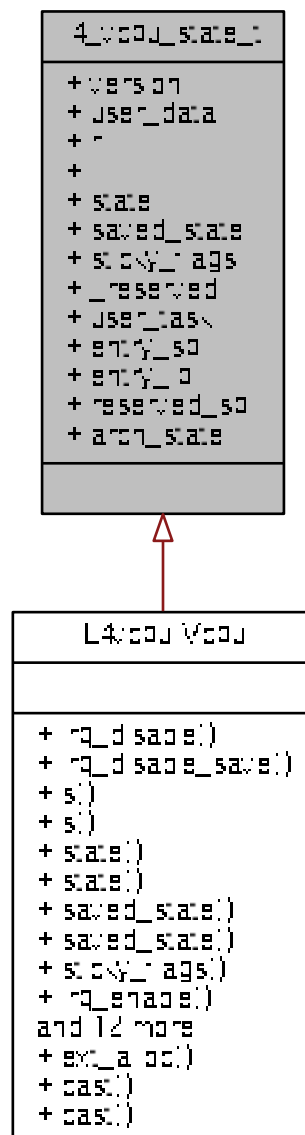 l4_vcpu_state_t
+ version
+ user_data
+ r
+
+ state
+ saved_state
+ sticky_flags
+ _reserved
+ user_task
+ entry_sp
+ entry_ip
+ reserved_sp
+ arch_state
L4vcpu::Vcpu
+ irq_disable()
+ irq_disable_save()
+ s()
+ s()
+ state()
+ state()
+ saved_state()
+ saved_state()
+ sticky_flags()
+ irq_enable()
and 12 more
+ ext_alloc()
+ cast()
+ cast()